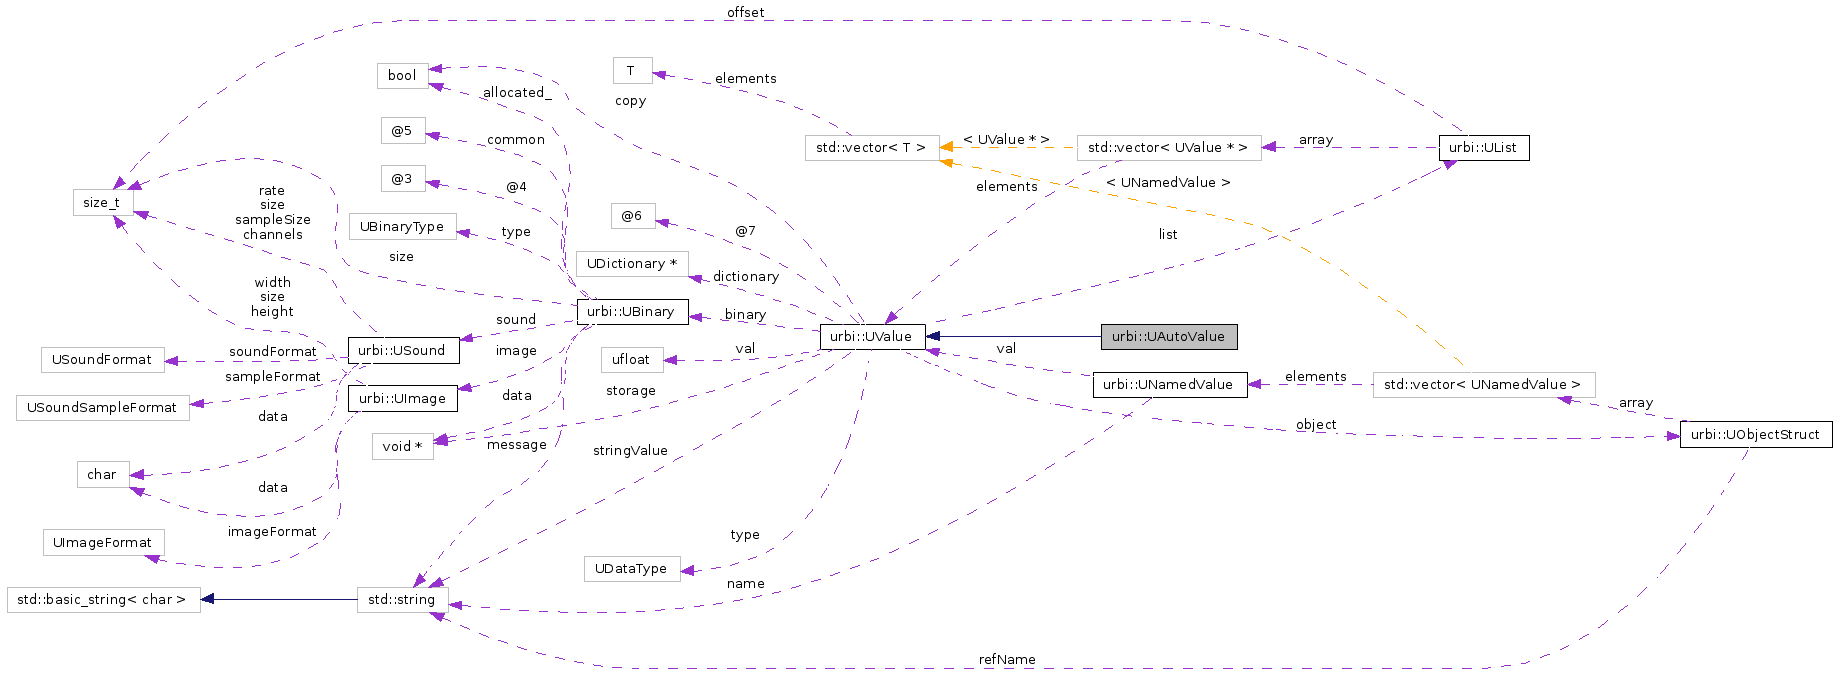 offset
bool
T
elements
allocated_
copy
@5
common
std::vector< T >
< UValue * >
std::vector< UValue * >
array
urbi::UList
@3
@4
elements
< UNamedValue >
size_t
rate
size
sampleSize
channels
UBinaryType
type
@6
@7
list
size
UDictionary *
dictionary
width
size
height
urbi::UBinary
binary
sound
urbi::UValue
urbi::UAutoValue
USoundFormat
soundFormat
urbi::USound
image
ufloat
val
val
sampleFormat
urbi::UNamedValue
elements
std::vector< UNamedValue >
USoundSampleFormat
urbi::UImage
data
storage
array
data
void *
message
stringValue
object
urbi::UObjectStruct
char
data
imageFormat
UImageFormat
type
UDataType
name
std::basic_string< char >
std::string
refName